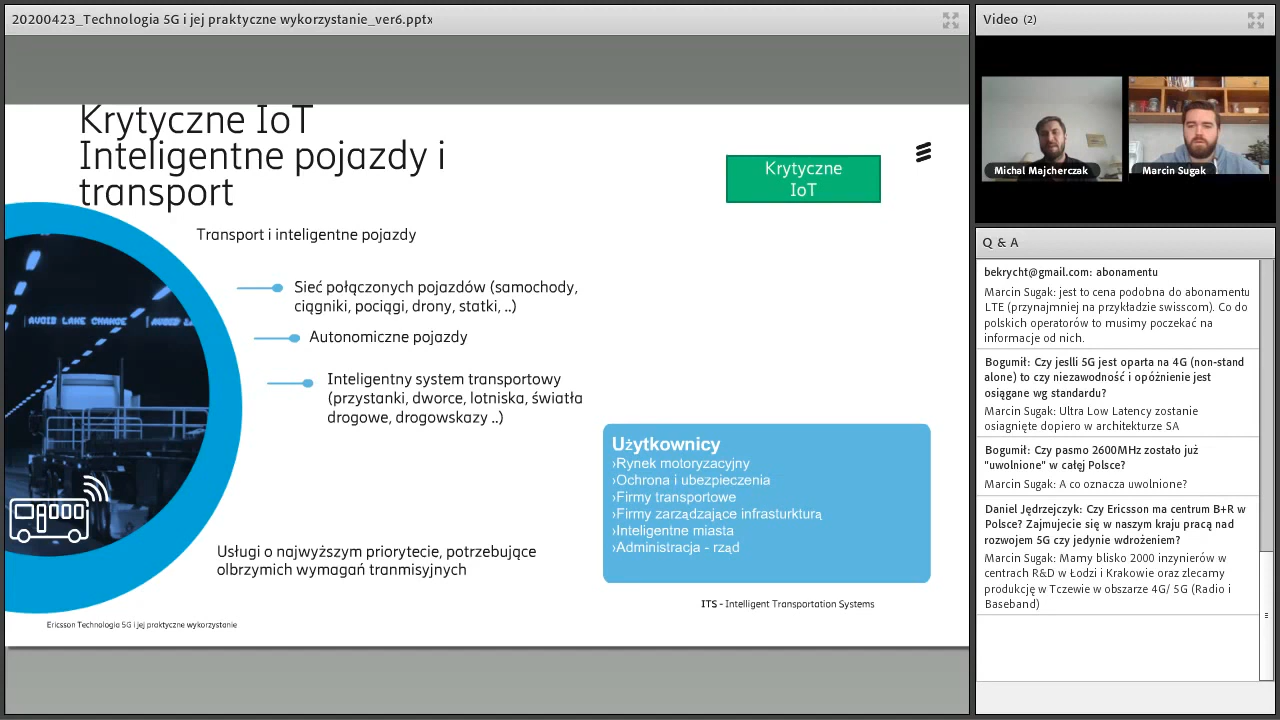 20200423_Technologia 5G i jej praktyczne wykorzystanie_ver6.pptx
Krytyczne IoT
Inteligentne pojazdy i
transport
Krytyczne
IoT
Transport i inteligentne pojazdy
Sieć połączonych pojazdów (samochody,
ciągniki, pociągi, drony, statki, ..)
Autonomiczne pojazdy
Inteligentny system transportowy
(przystanki, dworce, lotniska, światła
drogowe, drogowskazy ..)
AVOID LANE CHANGE
AVOID L
Usługi o najwyższym priorytecie, potrzebujące
olbrzymich wymagań tranmisyjnych
Użytkownicy
›Rynek motoryzacyjny
›Ochrona i ubezpieczenia
›Firmy transportowe
›Firmy zarządzające infrasturkturą
›Inteligentne miasta
›Administracja - rząd
ITS - Intelligent Transportation Systems
Ericsson Technologia 5G i jej praktyczne wykorzystanie
Video (2)
Michal Majcherczak
Marcin Sugak
Q & A
bekrycht@gmail.com: abonamentu
Marcin Sugak: jest to cena podobna do abonamentu
LTE (przynajmniej na przykładzie swisscom). Co do
polskich operatorów to musimy poczekać na
informacje od nich.
Bogumił: Czy jeslli 5G jest oparta na 4G (non-stand
alone) to czy niezawodność i opóżnienie jest
osiągane wg standardu?
Marcin Sugak: Ultra Low Latency zostanie
osiagnięte dopiero w architekturze SA
Bogumił: Czy pasmo 2600MHz zostało już
"uwolnione" w całej Polsce?
Marcin Sugak: A co oznacza uwolnione?
Daniel Jędrzejczyk: Czy Ericsson ma centrum B+R w
Polsce? Zajmujecie się w nszym kraju pracą nad
rozwojem 5G czy jedynie wdrożeniem?
Marcin Sugak: Mamy blisko 2000 inzynierów w
centrach R&D w Łodzi i Krakowie oraz zlecamy
produkcję w Tczewie w obszarze 4G/ 5G (Radio i
Baseband)